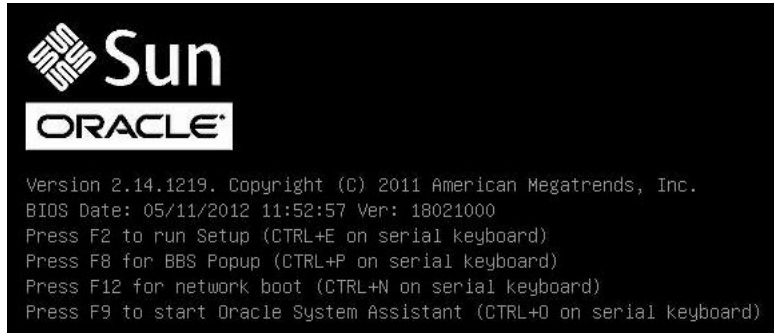 Sun
ORACLE
Version 2.14.1219. Copyright (C) 2011 American Megatrends, Inc.
BIOS Date: 05/11/2012 11:52:57 Ver: 18021000
Press F2 to run Setup (CTRL+E on serial keyboard)
Press F8 for BBS Popup (CTRL+P on serial keyboard)
Press F12 for network boot (CTRL+N on serial keyboard)
Press F9 to start Oracle System Assistant (CTRL+O on serial keyboard)